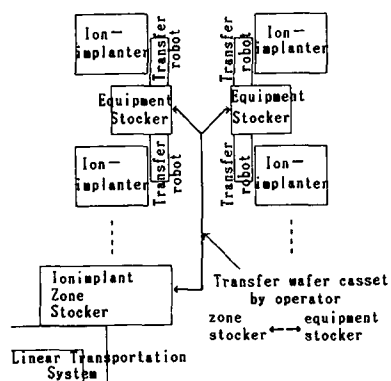 Ion-
implanter
Transfer
robot
Transfer
robot
Ion-
implanter
Equipment
Stocker
Equipment
Stocker
Ion-
implanter
Transfer
robot
Transfer
robot
Ion-
implanter
Ionimplant
Zone
Stocker
Transfer wafer casset
by operator
zone
stocker
equipment
stocker
Linear Transportation
System